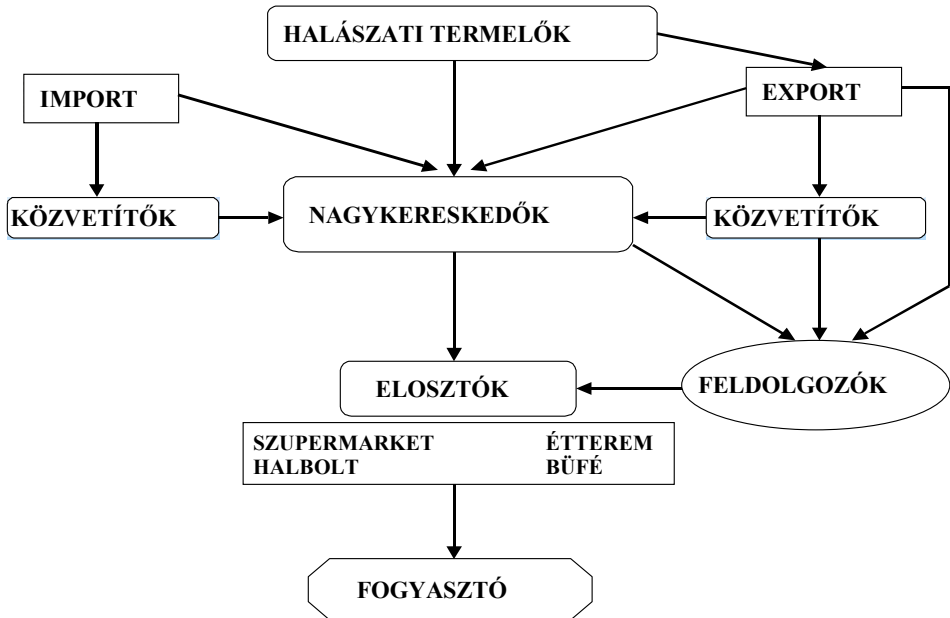 HALÁSZATI TERMELŐK
IMPORT
EXPORT
KÖZVETÍTŐK
NAGYKERESKEDŐK
KÖZVETÍTŐK
ELOSZTÓK
FELDOLGOZÓK
SZUPERMARKET ÉTTEREM
HALBOLT BÜFÉ
FOGYASZTÓ